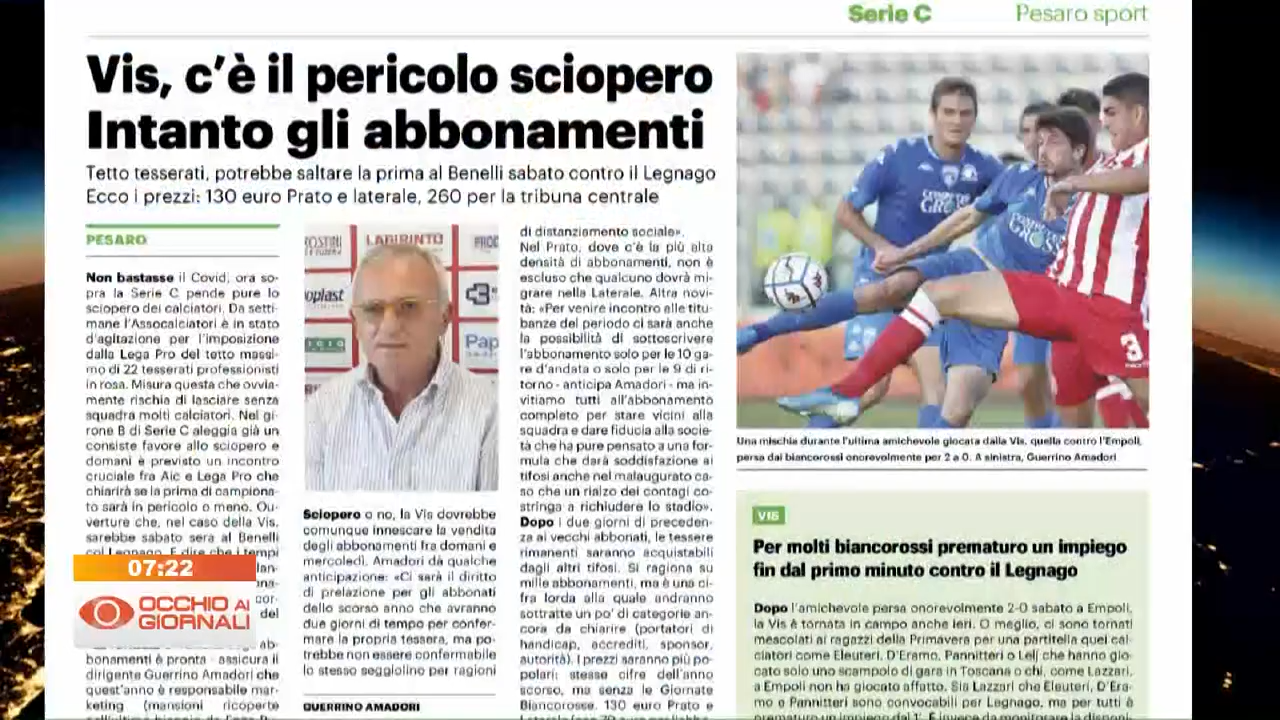 Serie C
Pesaro sport
Vis, c'è il pericolo sciopero
Intanto gli abbonamenti
Tetto tesserati, potrebbe saltare la prima al Benelli sabato contro il Legnago
Ecco i prezzi: 130 euro Prato e laterale, 260 per la tribuna centrale
PESARO
Non bastasse il Covid, ora so-
pra la Serie C pende pure lo
sciopero dei calciatori. Da setti-
mane l'Assocalciatori è in stato
d'agitazione per l'imposizione
dalla Lega Pro del tetto massi-
mo di 22 tesserati professionisti
in rosa. Misura questa che ovvia-
mente rischia di lasciare senza
squadra molti calciatori. Nel gi-
rone B di Serie C aleggia già un
consiste favore allo sciopero e
domani è previsto un incontro
cruciale fra Aic e Lega Pro che
chiarirà se la prima di campiona-
to sarà in pericolo o meno. Ou-
verture che, nel caso della Vis,
sarebbe sabato sera al Benelli
col Legnago. E dire che i tempi
07:22
OCCHIO AI
GIORNALI
bonamenti è pronta - assicura il
dirigente Guerrino Amadori che
quest'anno è responsabile mar-
keting (mansioni ricoperte
LABIRINTO
Sciopero o no, la Vis dovrebbe
comunque innescare la vendita
degli abbonamenti fra domani e
mercoledì. Amadori dà qualche
anticipazione: «Ci sarà il diritto
di prelazione per gli abbonati
dello scorso anno che avranno
due giorni di tempo per confer-
mare la propria tessera, ma po-
trebbe non essere confermabile
lo stesso seggiolino per ragioni
GUERRINO AMADORI
di distanziamento sociale».
Nel Prato, dove c'è la più alta
densità di abbonamenti, non è
escluso che qualcuno dovrà mi-
grare nella Laterale. Altra novi-
tà: «Per venire incontro alle titu-
banze del periodo ci sarà anche
la possibilità di sottoscrivere
l'abbonamento solo per le 10 ga-
re d'andata o solo per le 9 di ri-
torno - anticipa Amadori - ma in-
vitiamo tutti all'abbonamento
completo per stare vicini alla
squadra e dare fiducia alla socie-
tà che ha pure pensato a una for-
mula che darà soddisfazione ai
tifosi anche nel malaugurato ca-
so che un rialzo dei contagi co-
stringa a richiudere lo stadio».
Dopo i due giorni di preceden-
za ai vecchi abbonati, le tessere
rimanenti saranno acquistabili
dagli altri tifosi. Si ragiona su
mille abbonamenti, ma è una ci-
fra lorda alla quale andranno
sottratte un po' di categorie an-
cora da chiarire (portatori di
handicap, accrediti, sponsor,
autorità). I prezzi saranno più po-
polari: stesse cifre dell'anno
scorso, ma senza le Giornate
Biancorosse. 130 euro Prato e
3
Una mischia durante l'ultima amichevole giocata dalla Vis, quella contro l'Empoli,
persa dai biancorossi onorevolmente per 2 a 0. A sinistra, Guerrino Amadori
VIS
Per molti biancorossi prematuro un impiego
fin dal primo minuto contro il Legnago
Dopo l'amichevole persa onorevolmente 2-0 sabato a Empoli,
la Vis è tornata in campo anche ieri. O meglio, ci sono tornati
mescolati ai ragazzi della Primavera per una partitella quei cal-
ciatori come Eleuteri, D'Eramo, Pannitteri o Lelj che hanno gio-
cato solo uno scampolo di gara in Toscana o chi, come Lazzari,
a Empoli non ha giocato affatto. Sia Lazzari che Eleuteri, D'Era-
mo e Pannitteri sono convocabili per Legnago, ma per tutti è